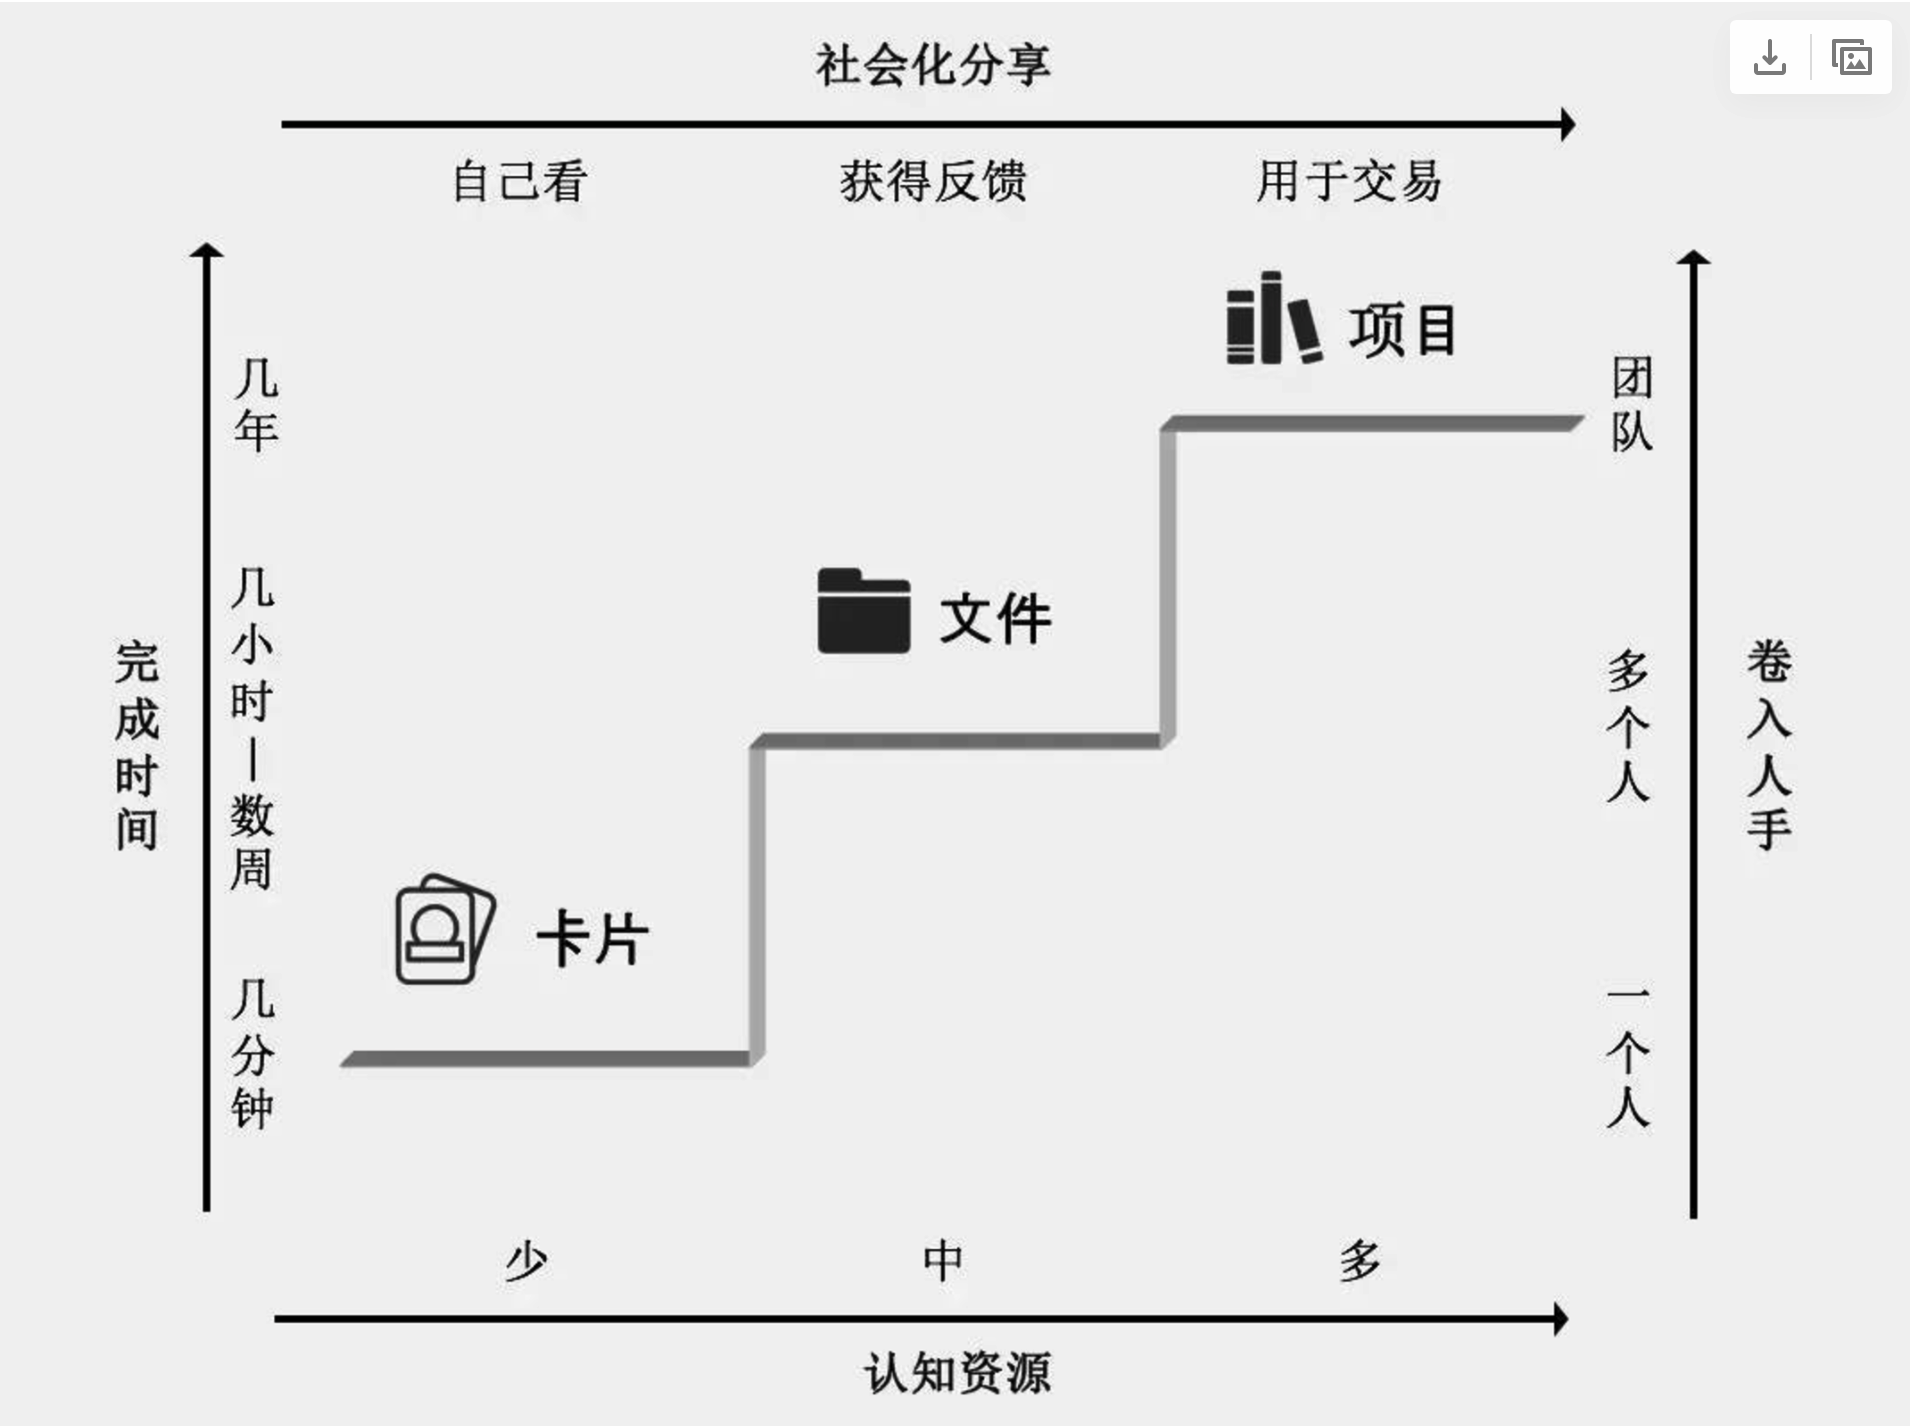 社会化分享
自己看
获得反馈
用于交易
项目
几年
团队
文件
几小时—数周
完成时间
多个人
卷入人手
卡片
几分钟
一个人
少
中
多
认知资源